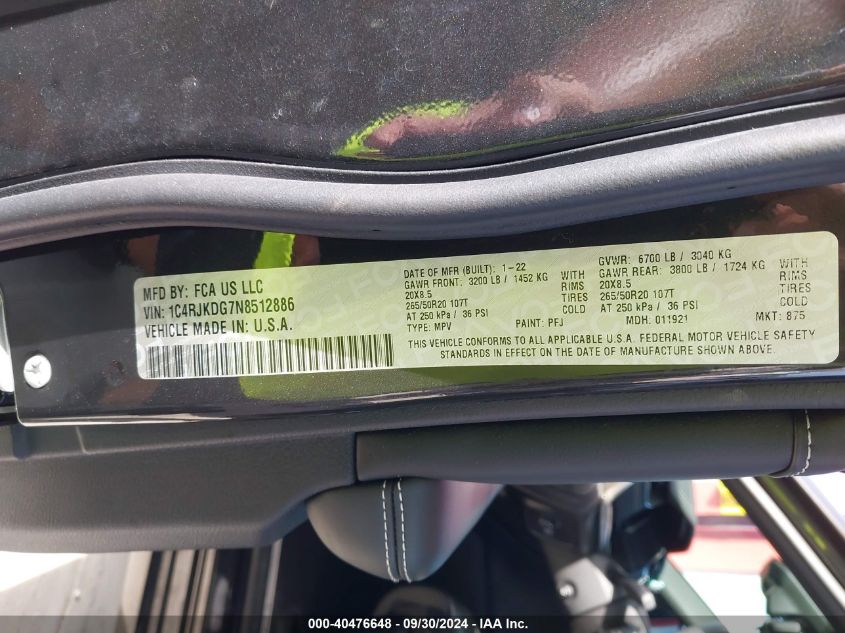 MFD BY: FCA US LLC
VIN: 1C4RJKDG7N8512886
VEHICLE MADE IN U.S.A.
DATE OF MFR (BUILT): 1-22
GAWR FRONT: 3200 LB / 1452 KG WITH
20X8.5 RIMS
265/50R20 107T
AT 250 kPa / 36 PSI COLD
TYPE: MPV PAINT: PFJ
GVWR: 6700 LB / 3040 KG
GAWR REAR: 3800 LB / 1724 KG WITH
20X8.5 RIMS
265/50R20 107T
AT 250 kPa / 36 PSI COLD
MDH: 011921 MKT: 875
THIS VEHICLE CONFORMS TO ALL APPLICABLE U.S.A. FEDERAL MOTOR VEHICLE SAFETY
STANDARDS IN EFFECT ON THE DATE OF MANUFACTURE SHOWN ABOVE.
000-40476648 - 09/30/2024 - IAA Inc.